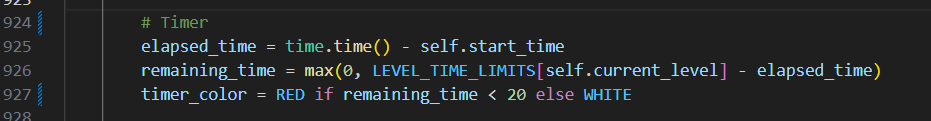 923
924 # Timer
925 elapsed_time = time.time() - self.start_time
926 remaining_time = max(0, LEVEL_TIME_LIMITS[self.current_level] - elapsed_time)
927 timer_color = RED if remaining_time < 20 else WHITE
928